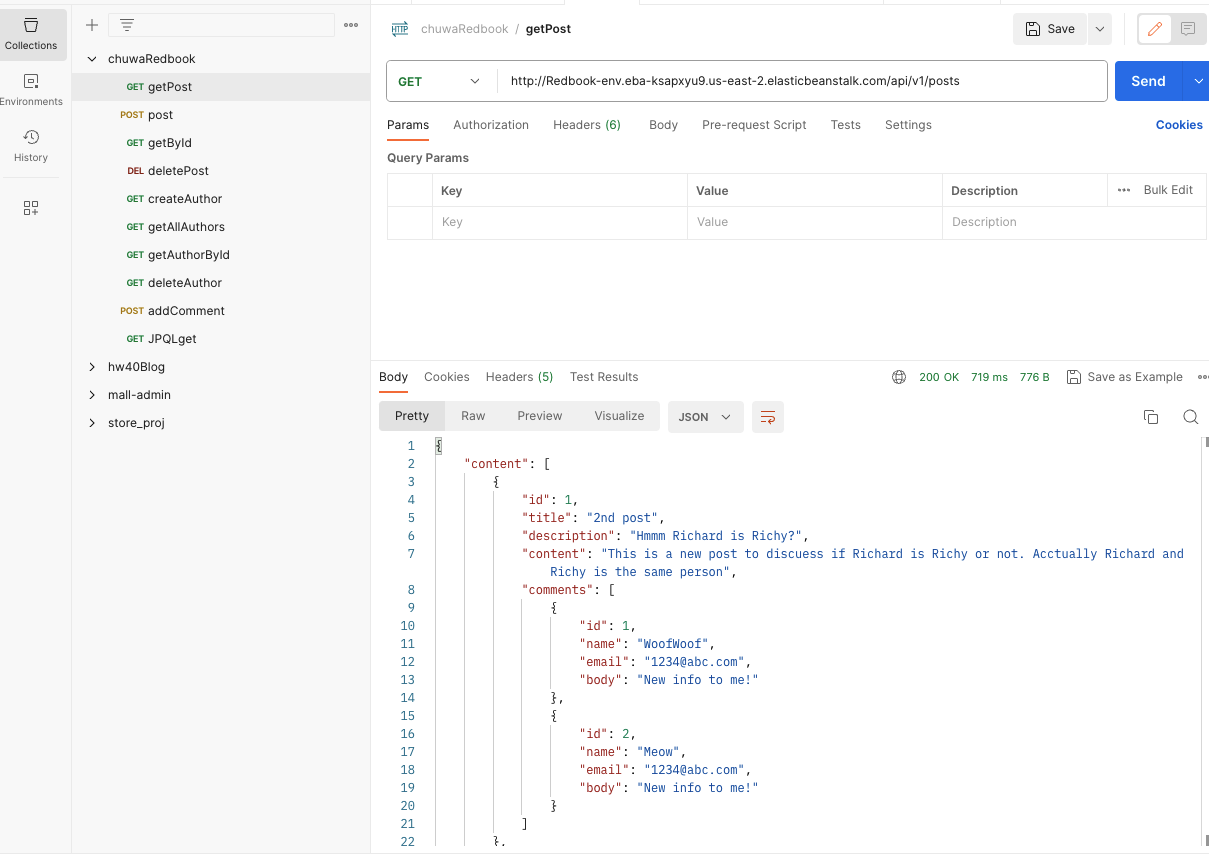 Collections
Environments
History
chuwaRedbook
GET getPost
POST post
GET getById
DEL deletePost
GET createAuthor
GET getAllAuthors
GET getAuthorById
GET deleteAuthor
POST addComment
GET JPQLget
hw40Blog
mall-admin
store_proj
HTTP chuwaRedbook / getPost
Save
GET http://Redbook-env.eba-ksapxyu9.us-east-2.elasticbeanstalk.com/api/v1/posts Send
Params Authorization Headers (6) Body Pre-request Script Tests Settings Cookies
Query Params
Key Value Description Bulk Edit
Key Value Description
Body Cookies Headers (5) Test Results 200 OK 719 ms 776 B Save as Example
Pretty Raw Preview Visualize JSON
1 {
2 "content": [
3 {
4 "id": 1,
5 "title": "2nd post",
6 "description": "Hmmm Richard is Richy?",
7 "content": "This is a new post to discuess if Richard is Richy or not. Acctually Richard and
Richy is the same person",
8 "comments": [
9 {
10 "id": 1,
11 "name": "WoofWoof",
12 "email": "1234@abc.com",
13 "body": "New info to me!"
14 },
15 {
16 "id": 2,
17 "name": "Meow",
18 "email": "1234@abc.com",
19 "body": "New info to me!"
20 }
21 ]
22 },